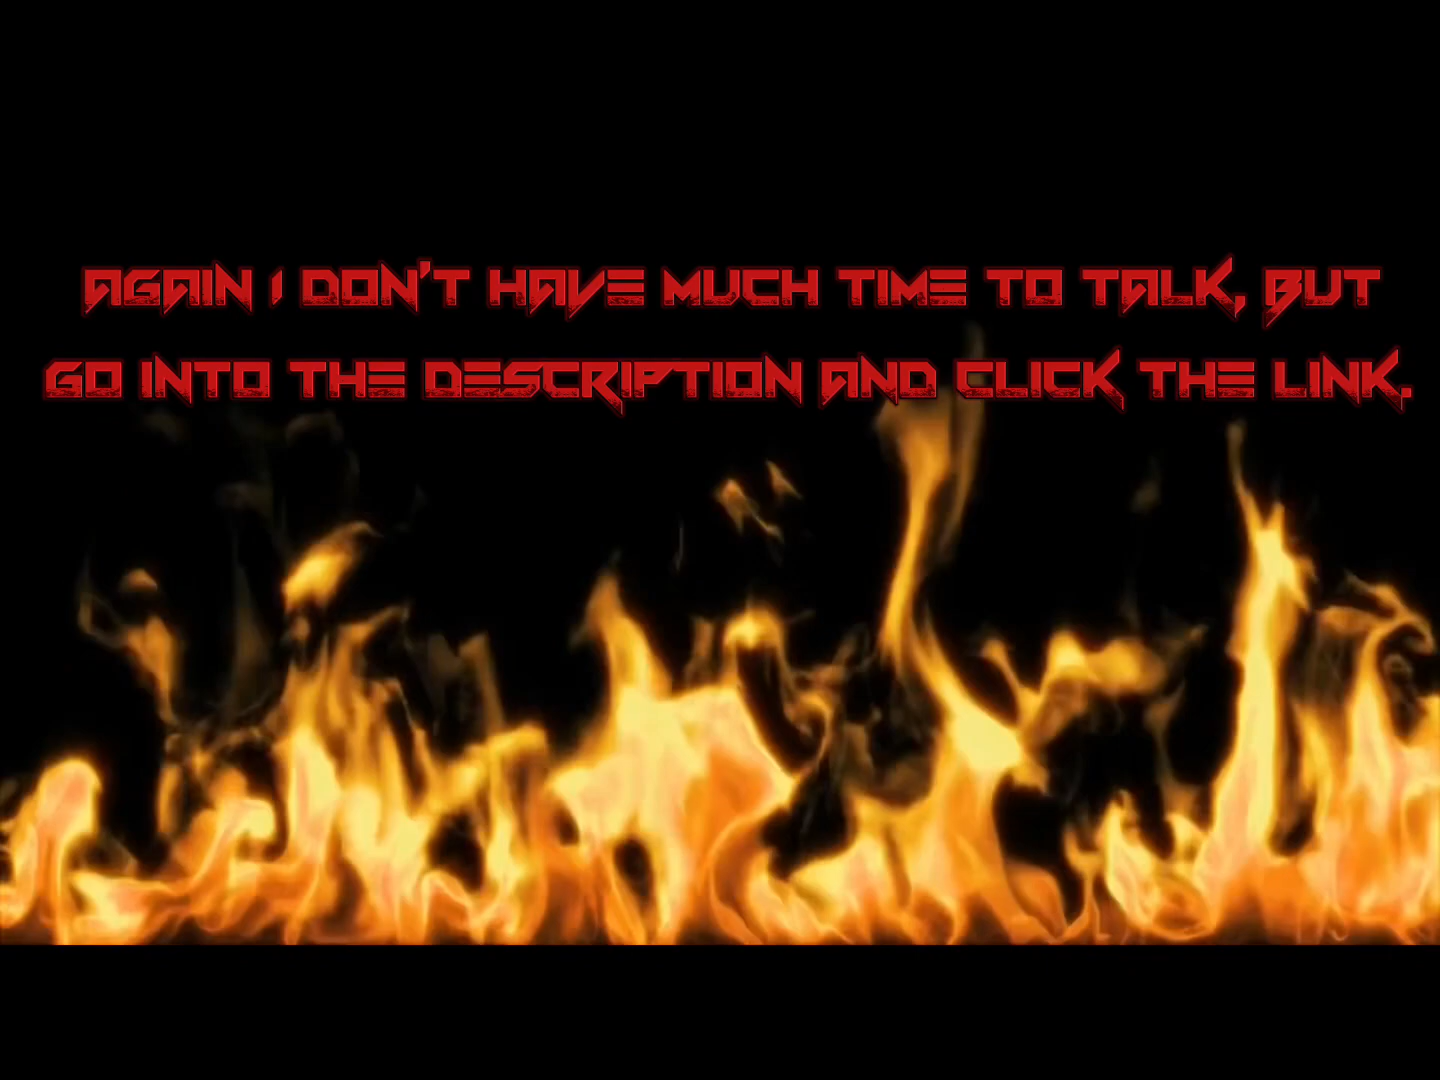 AGAIN I DON'T HAVE MUCH TIME TO TALK, BUT
GO INTO THE DESCRIPTION AND CLICK THE LINK.